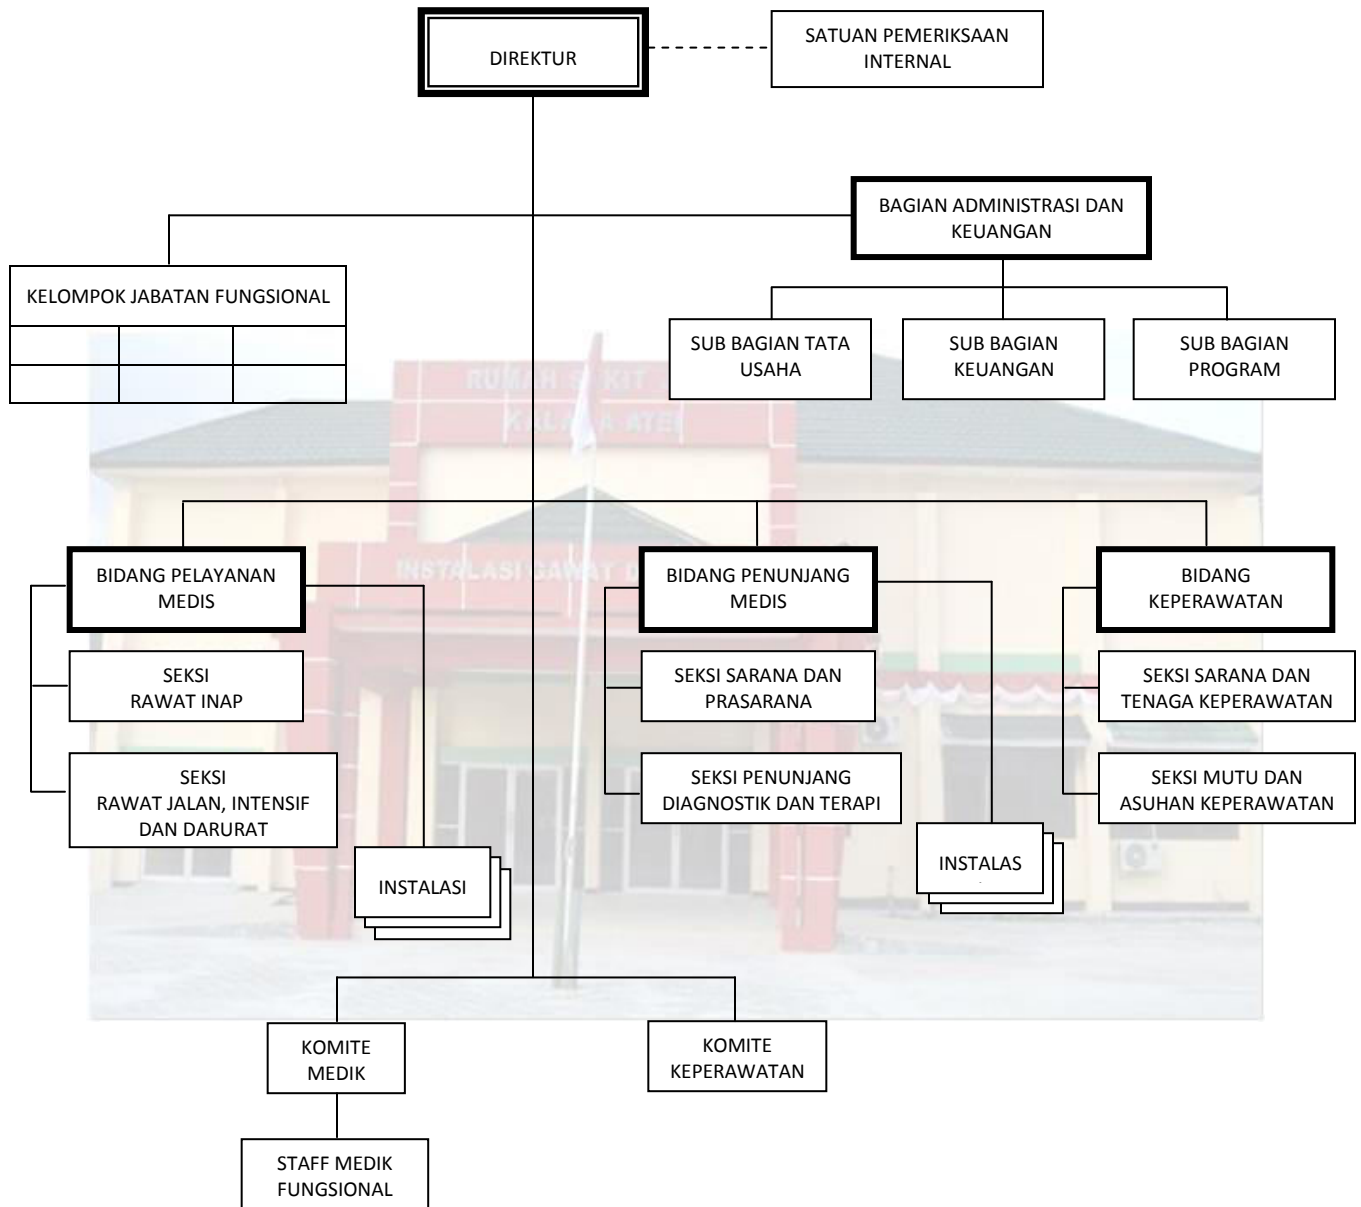 DIREKTUR
SATUAN PEMERIKSAAN
INTERNAL
BAGIAN ADMINISTRASI DAN
KEUANGAN
KELOMPOK JABATAN FUNGSIONAL
SUB BAGIAN TATA
USAHA
SUB BAGIAN
KEUANGAN
SUB BAGIAN
PROGRAM
BIDANG PELAYANAN
MEDIS
BIDANG PENUNJANG
MEDIS
BIDANG
KEPERAWATAN
SEKSI
RAWAT INAP
SEKSI SARANA DAN
PRASARANA
SEKSI SARANA DAN
TENAGA KEPERAWATAN
SEKSI
RAWAT JALAN, INTENSIF
DAN DARURAT
SEKSI PENUNJANG
DIAGNOSTIK DAN TERAPI
SEKSI MUTU DAN
ASUHAN KEPERAWATAN
INSTALASI
INSTALAS
KOMITE
MEDIK
KOMITE
KEPERAWATAN
STAFF MEDIK
FUNGSIONAL